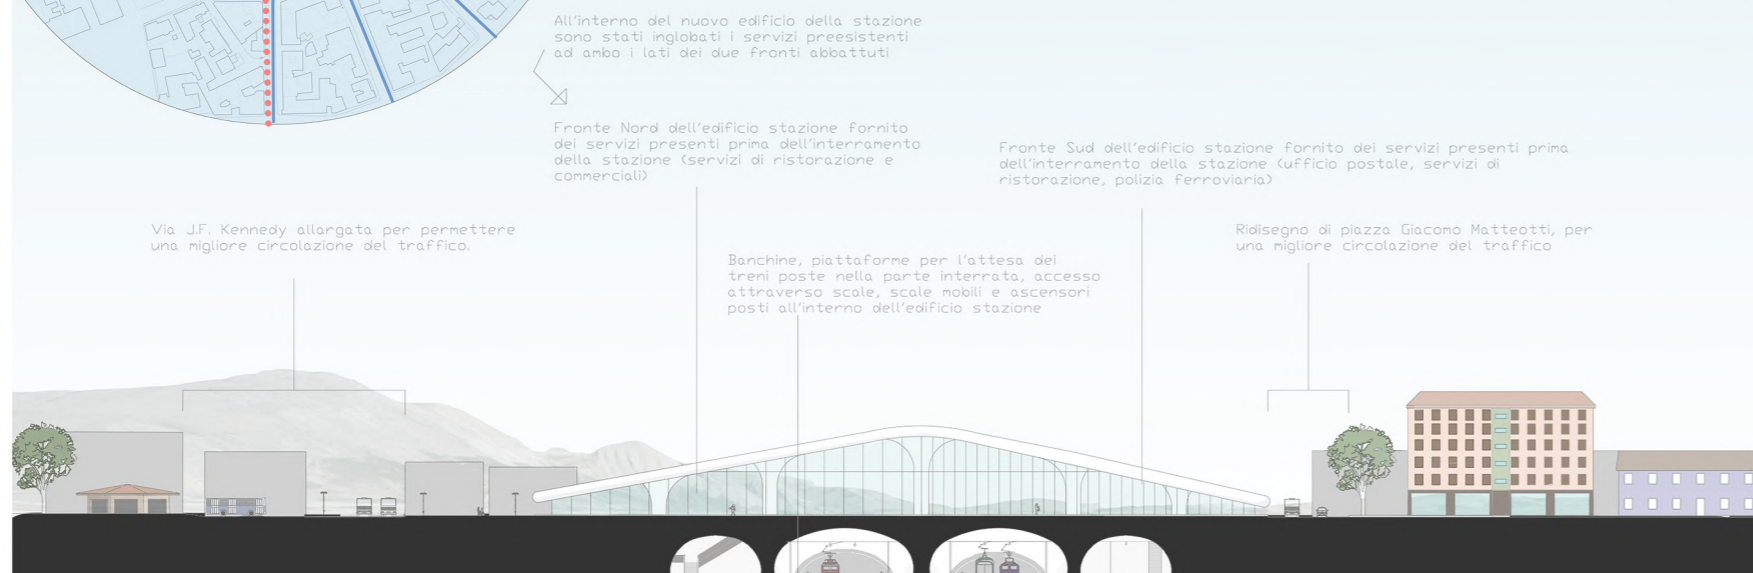 All'interno del nuovo edificio della stazione
sono stati inglobati i servizi preesistenti
ad ambo i lati dei due fronti abbattuti
Fronte Nord dell'edificio stazione fornito
dei servizi presenti prima dell'interramento
della stazione (servizi di ristorazione e
commerciali)
Fronte Sud dell'edificio stazione fornito dei servizi presenti prima
dell'interramento della stazione (ufficio postale, servizi di
ristorazione, polizia ferroviaria)
Via J.F. Kennedy allargata per permettere
una migliore circolazione del traffico.
Banchine, piattaforme per l'attesa dei
treni poste nella parte interrata, accesso
attraverso scale, scale mobili e ascensori
posti all'interno dell'edificio stazione
Ridisegno di piazza Giacomo Matteotti, per
una migliore circolazione del traffico